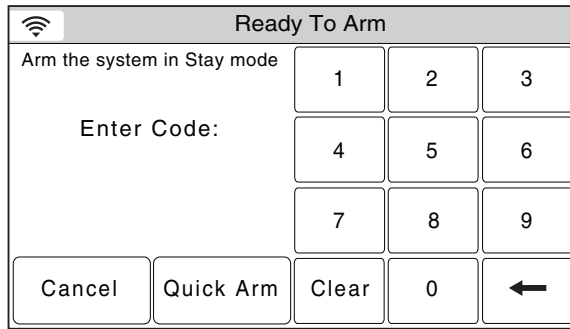 Ready To Arm
Arm the system in Stay mode
Enter Code:
1 2 3
4 5 6
7 8 9
Cancel Quick Arm Clear 0